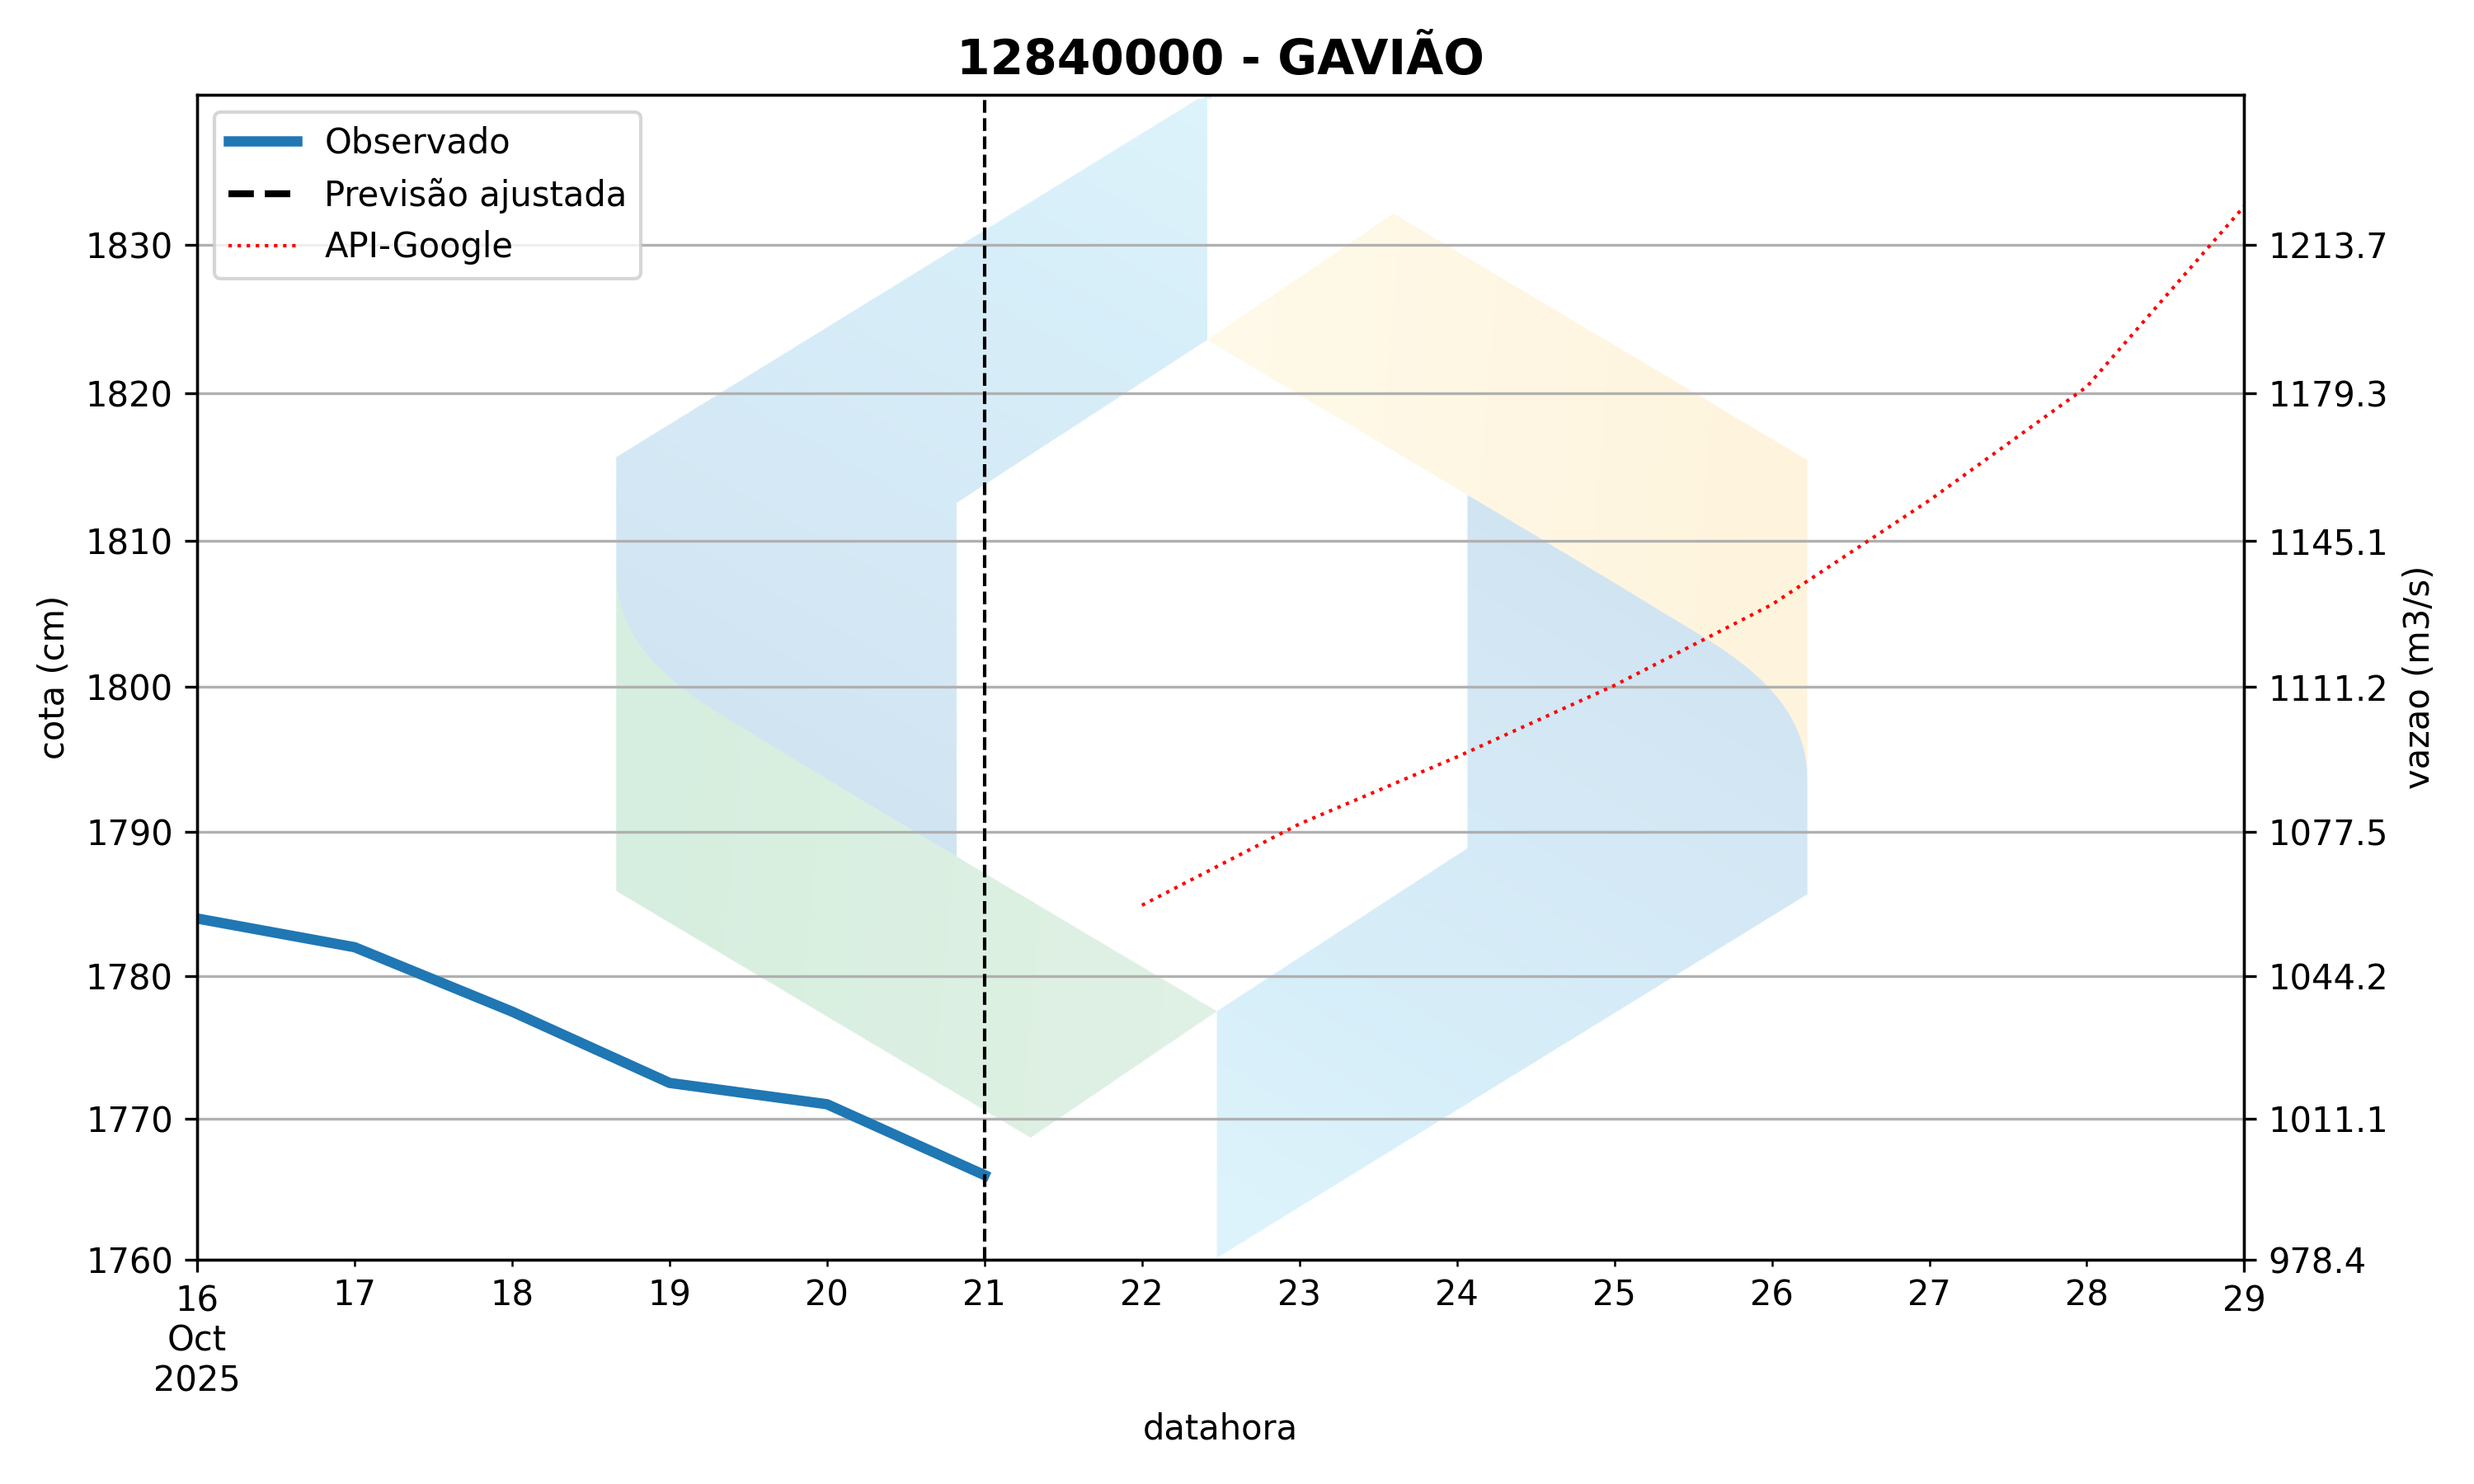 12840000 - GAVIÃO
Observado
Previsão ajustada
API-Google
cota (cm)
1830
1820
1810
1800
1790
1780
1770
1760
1213.7
1179.3
1145.1
1111.2
1077.5
1044.2
1011.1
978.4
vazao (m3/s)
16 17 18 19 20 21 22 23 24 25 26 27 28 29
Oct
2025
datahora